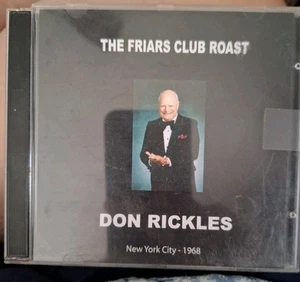 THE FRIARS CLUB ROAST
DON RICKLES
New York City - 1968